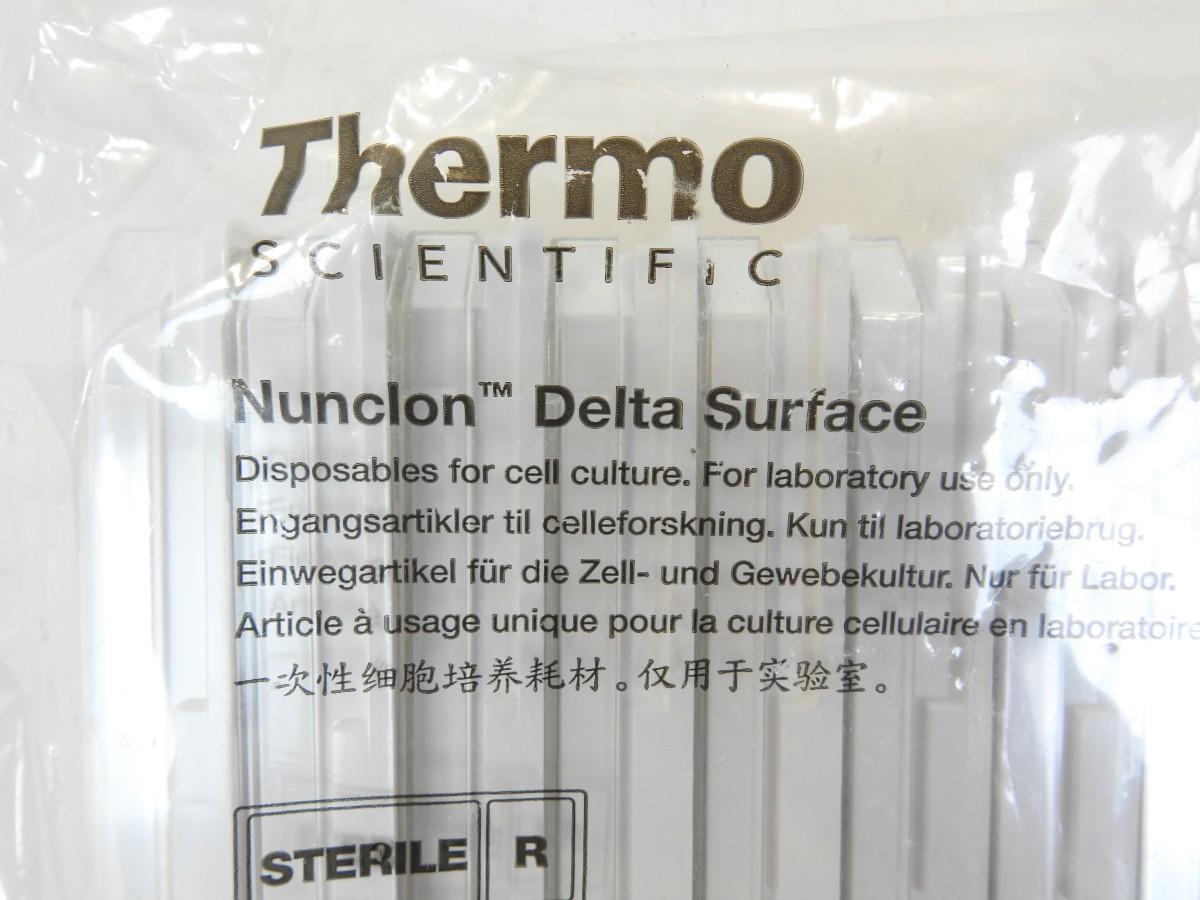 Thermo
SCIENTIFIC
Nunclon™ Delta Surface
Disposables for cell culture. For laboratory use only.
Engangsartikler til celleforskning. Kun til laboratoriebrug.
Einwegartikel für die Zell- und Gewebekultur. Nur für Labor.
Article à usage unique pour la culture cellulaire en laboratoire
一次性细胞培养耗材。仅用于实验室。
STERILE R